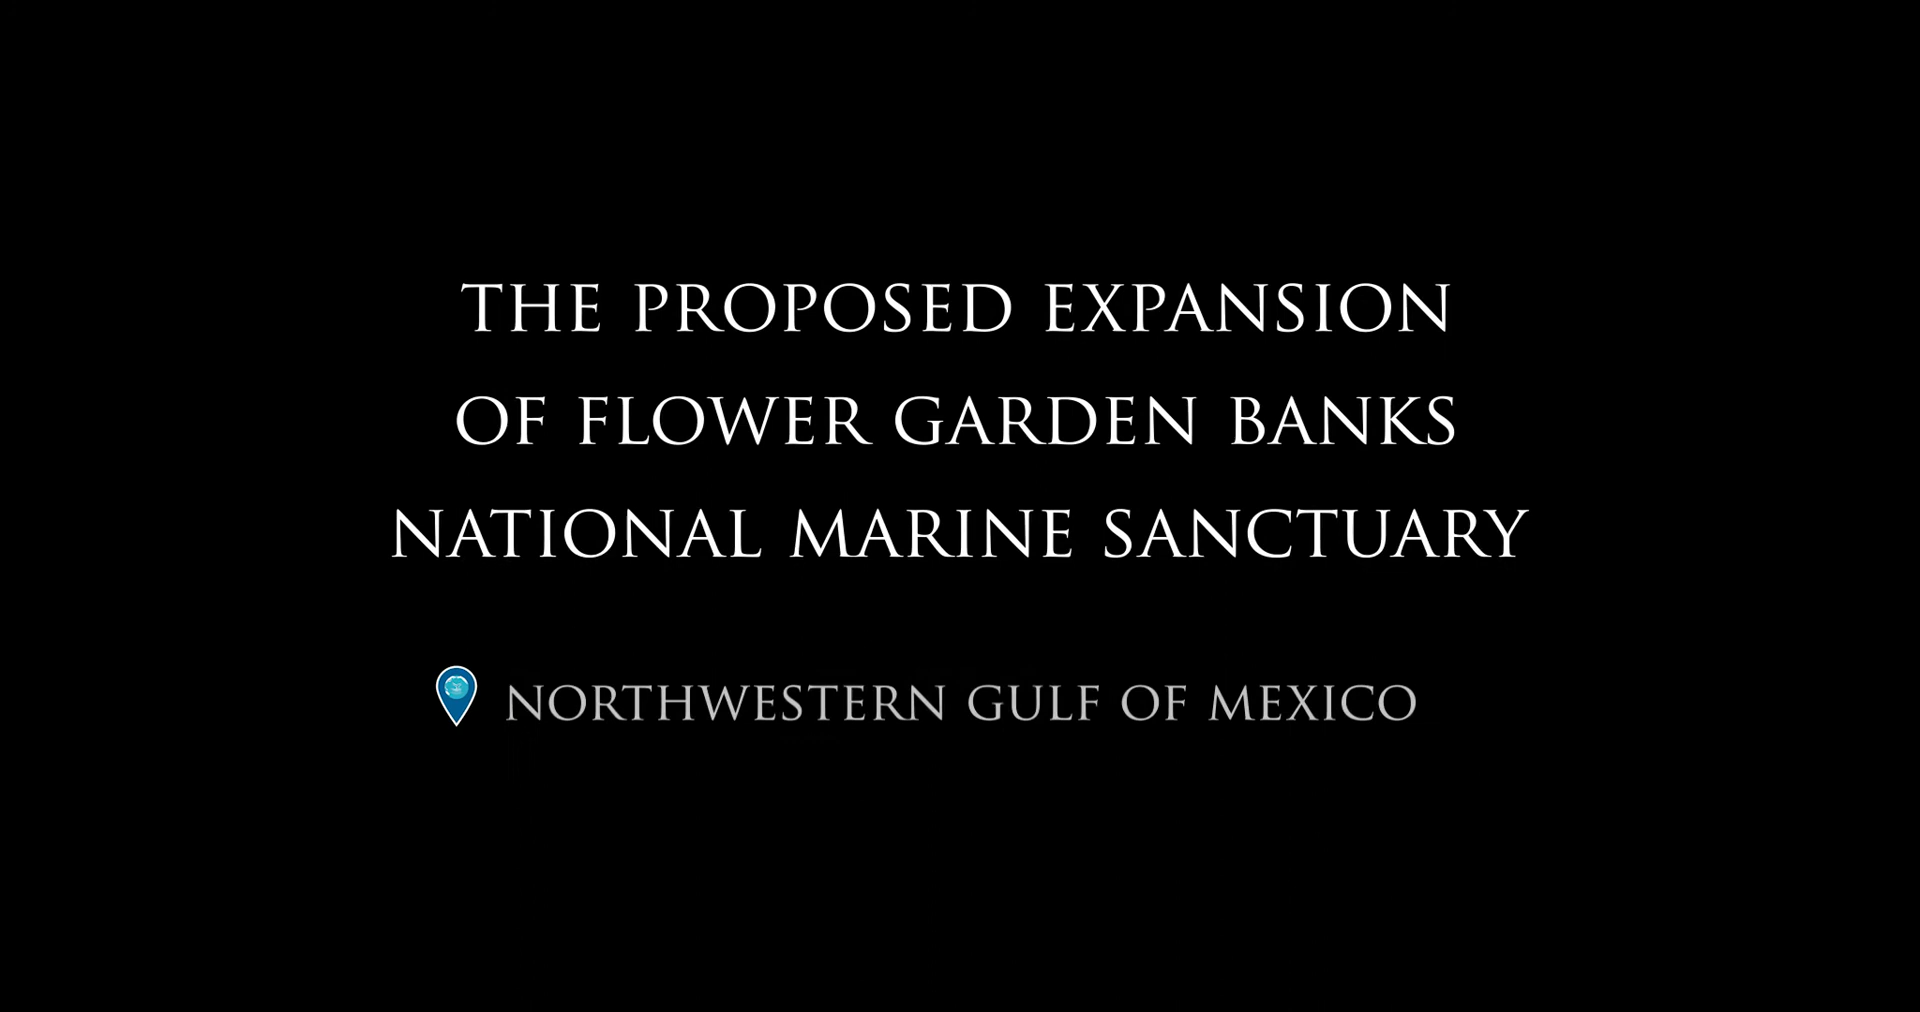 THE PROPOSED EXPANSION
OF FLOWER GARDEN BANKS
NATIONAL MARINE SANCTUARY
NORTHWESTERN GULF OF MEXICO